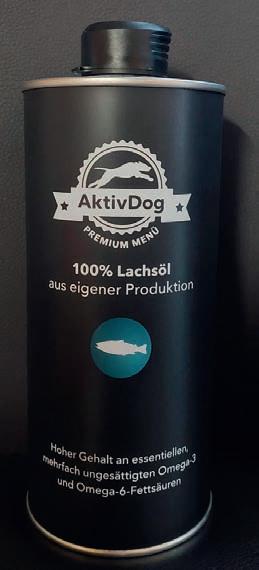 AktivDog
PREMIUM MENÜ
100% Lachsöl
aus eigener Produktion
Hoher Gehalt an essentiellen,
mehrfach ungesättigten Omega-3
und Omega-6-Fettsäuren